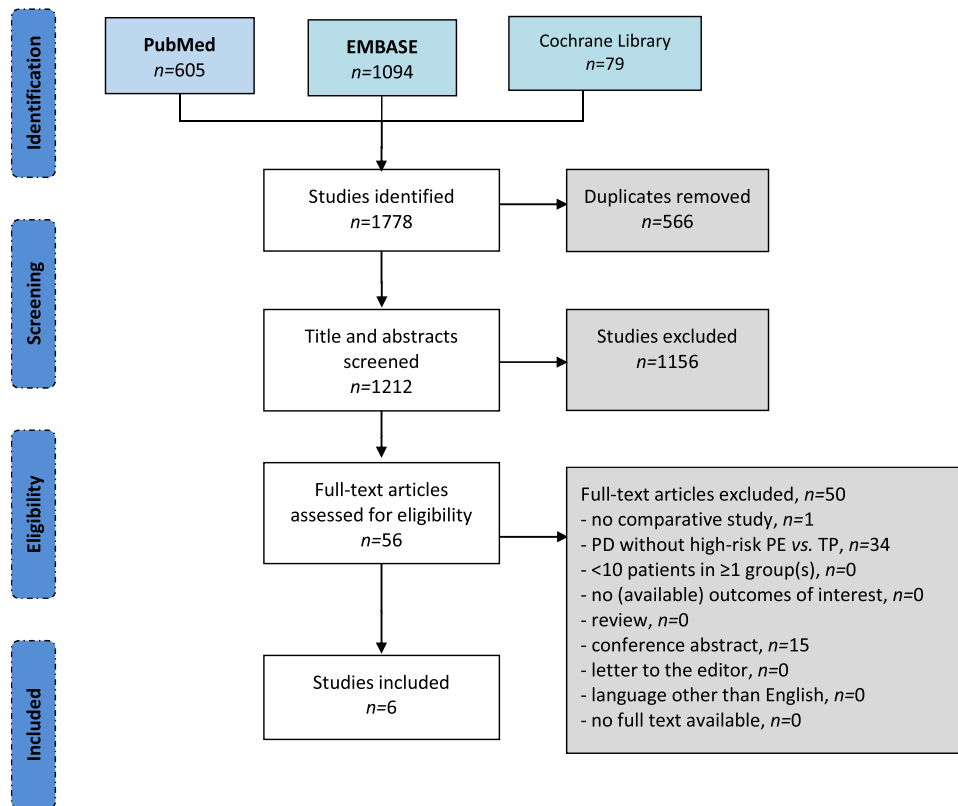 Identification
PubMed
n=605
EMBASE
n=1094
Cochrane Library
n=79
Studies identified
n=1778
Duplicates removed
n=566
Screening
Title and abstracts
screened
n=1212
Studies excluded
n=1156
Eligibility
Full-text articles
assessed for eligibility
n=56
Full-text articles excluded, n=50
- no comparative study, n=1
- PD without high-risk PE vs. TP, n=34
- <10 patients in ≥1 group(s), n=0
- no (available) outcomes of interest, n=0
- review, n=0
- conference abstract, n=15
- letter to the editor, n=0
- language other than English, n=0
- no full text available, n=0
Included
Studies included
n=6